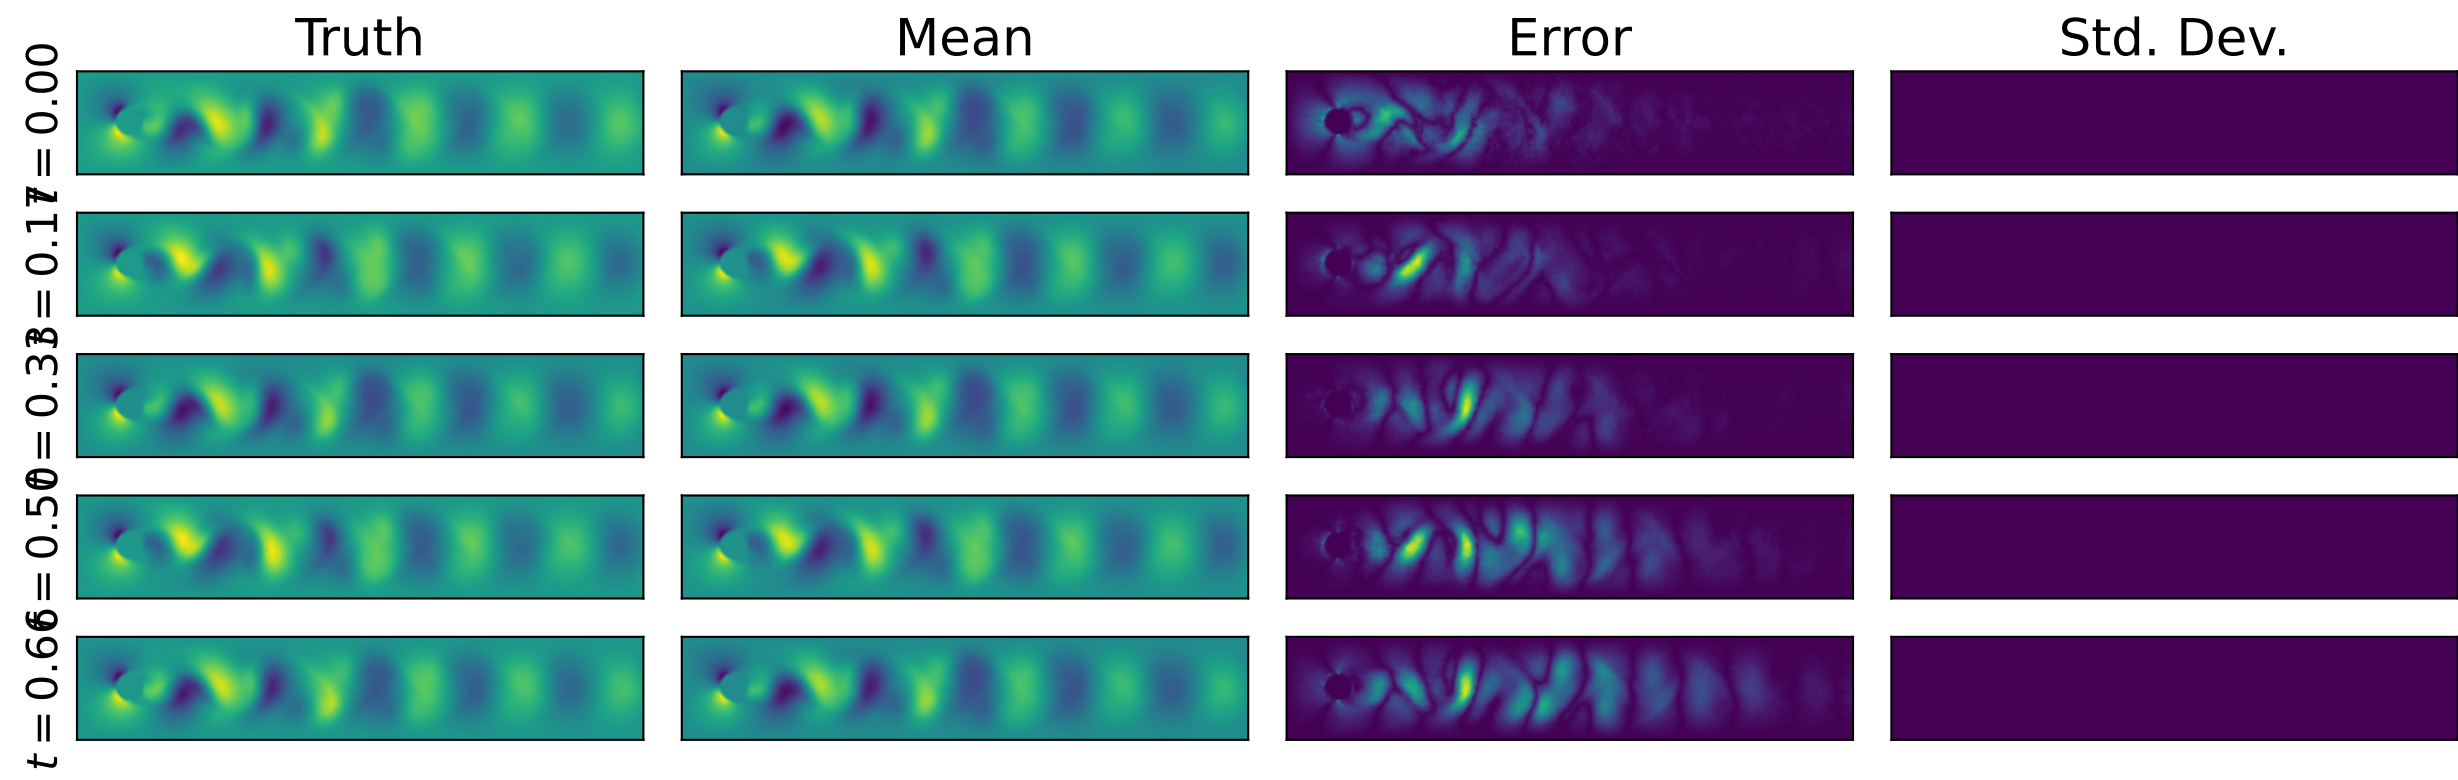 Truth Mean Error Std. Dev.
t = 0.00
t = 0.17
t = 0.33
t = 0.50
t = 0.66